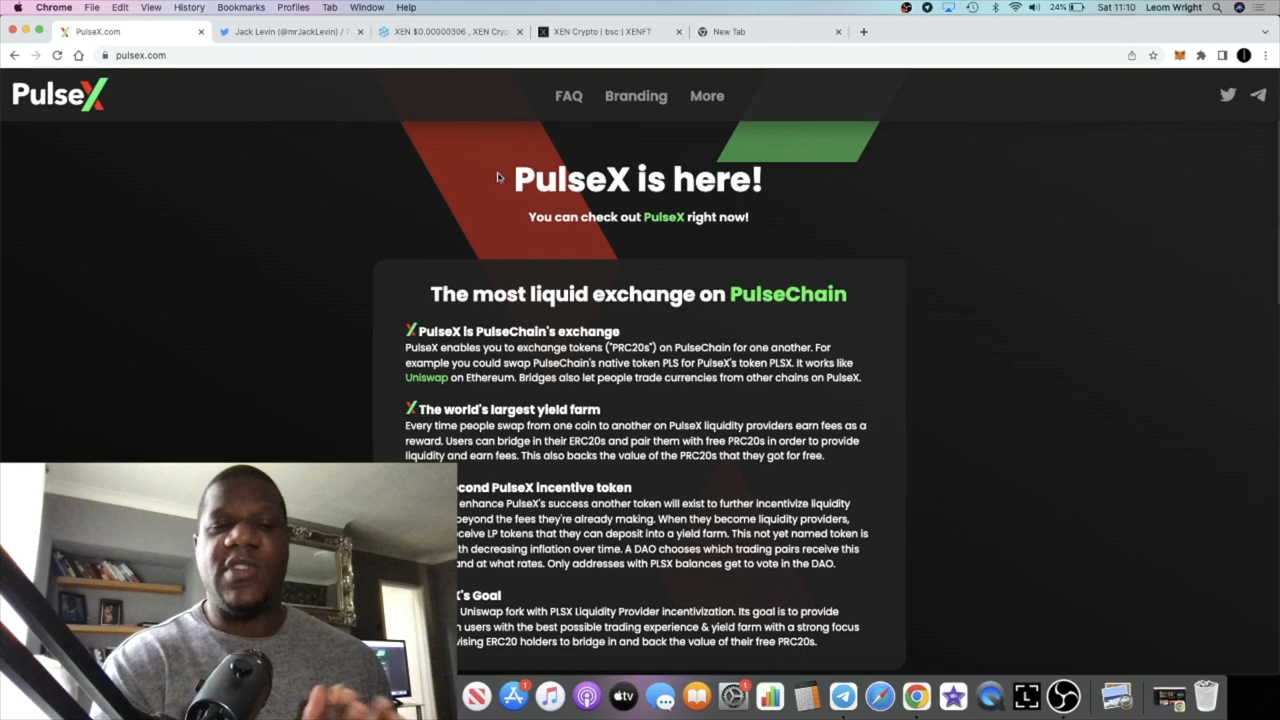 Chrome File Edit View History Bookmarks Profiles Tab Window Help 24% Sat 11:10 Leom Wright
PulseX.com Jack Levin (@mrJackLevin) / T XEN $0.00000306 , XEN Cryp XEN Crypto | bsc | XENFT New Tab
pulsex.com
PulseX FAQ Branding More
PulseX is here!
You can check out PulseX right now!
The most liquid exchange on PulseChain
PulseX is PulseChain's exchange
PulseX enables you to exchange tokens ("PRC20s") on PulseChain for one another. For
example you could swap PulseChain's native token PLS for PulseX's token PLSX. It works like
Uniswap on Ethereum. Bridges also let people trade currencies from other chains on PulseX.
The world's largest yield farm
Every time people swap from one coin to another on PulseX liquidity providers earn fees as a
reward. Users can bridge in their ERC20s and pair them with free PRC20s in order to provide
liquidity and earn fees. This also backs the value of the PRC20s that they got for free.
cond PulseX incentive token
enhance PulseX's success another token will exist to further incentivize liquidity
beyond the fees they're already making. When they become liquidity providers,
ceive LP tokens that they can deposit into a yield farm. This not yet named token is
th decreasing inflation over time. A DAO chooses which trading pairs receive this
and at what rates. Only addresses with PLSX balances get to vote in the DAO.
X's Goal
Uniswap fork with PLSX Liquidity Provider incentivization. Its goal is to provide
users with the best possible trading experience & yield farm with a strong focus
vising ERC20 holders to bridge in and back the value of their free PRC20s.
tv